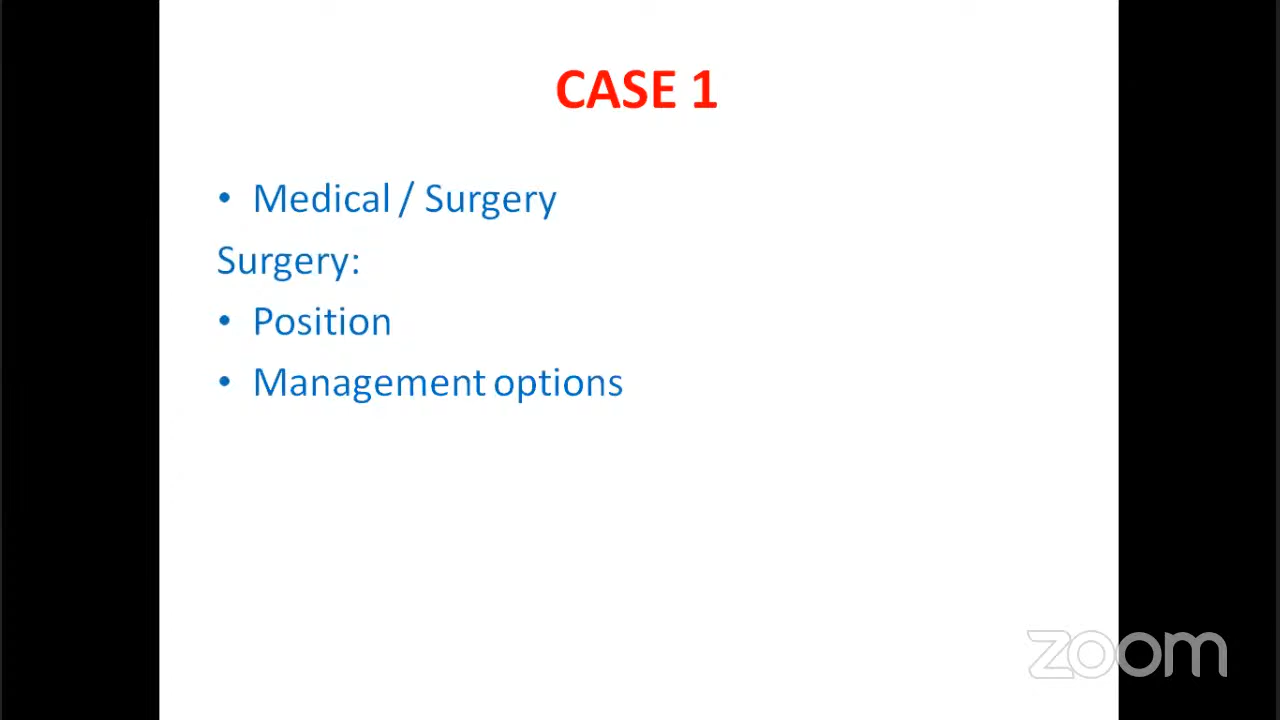 CASE 1
• Medical / Surgery
Surgery:
• Position
• Management options
zoom